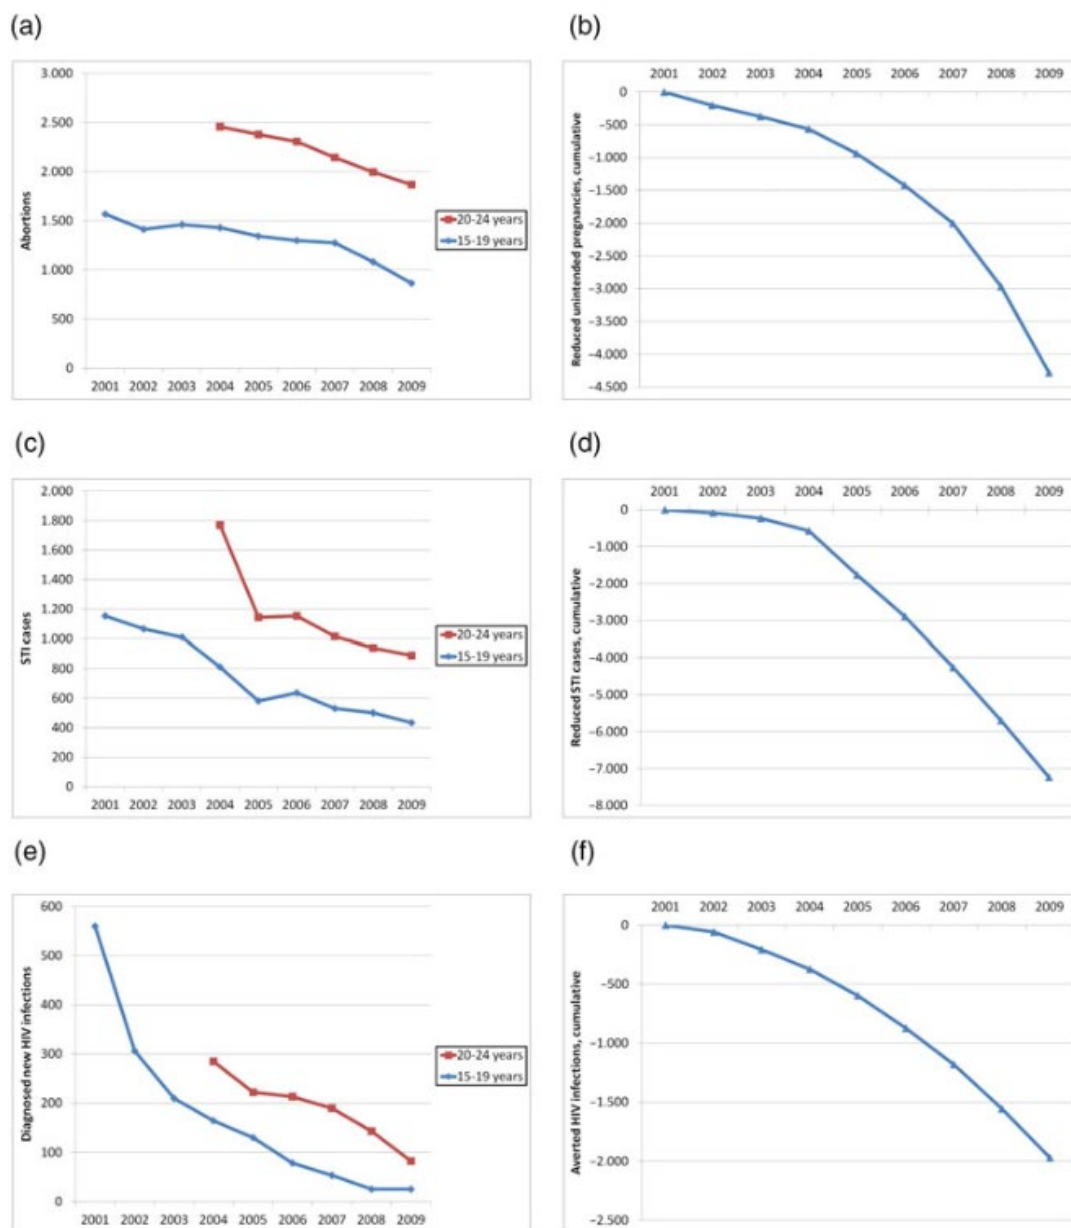 (a)
3.000
2.500
2.000
1.500
1.000
500
0
Abortions
2001 2002 2003 2004 2005 2006 2007 2008 2009
20-24 years
15-19 years
(b)
2001 2002 2003 2004 2005 2006 2007 2008 2009
0
−500
−1.000
−1.500
−2.000
−2.500
−3.000
−3.500
−4.000
−4.500
Reduced unintended pregnancies, cumulative
(c)
2.000
1.800
1.600
1.400
1.200
1.000
800
600
400
200
0
STI cases
2001 2002 2003 2004 2005 2006 2007 2008 2009
20-24 years
15-19 years
(d)
2001 2002 2003 2004 2005 2006 2007 2008 2009
0
−1.000
−2.000
−3.000
−4.000
−5.000
−6.000
−7.000
−8.000
Reduced STI cases, cumulative
(e)
600
500
400
300
200
100
0
Diagnosed new HIV infections
2001 2002 2003 2004 2005 2006 2007 2008 2009
20-24 years
15-19 years
(f)
2001 2002 2003 2004 2005 2006 2007 2008 2009
0
−500
−1.000
−1.500
−2.000
−2.500
Averted HIV infections, cumulative